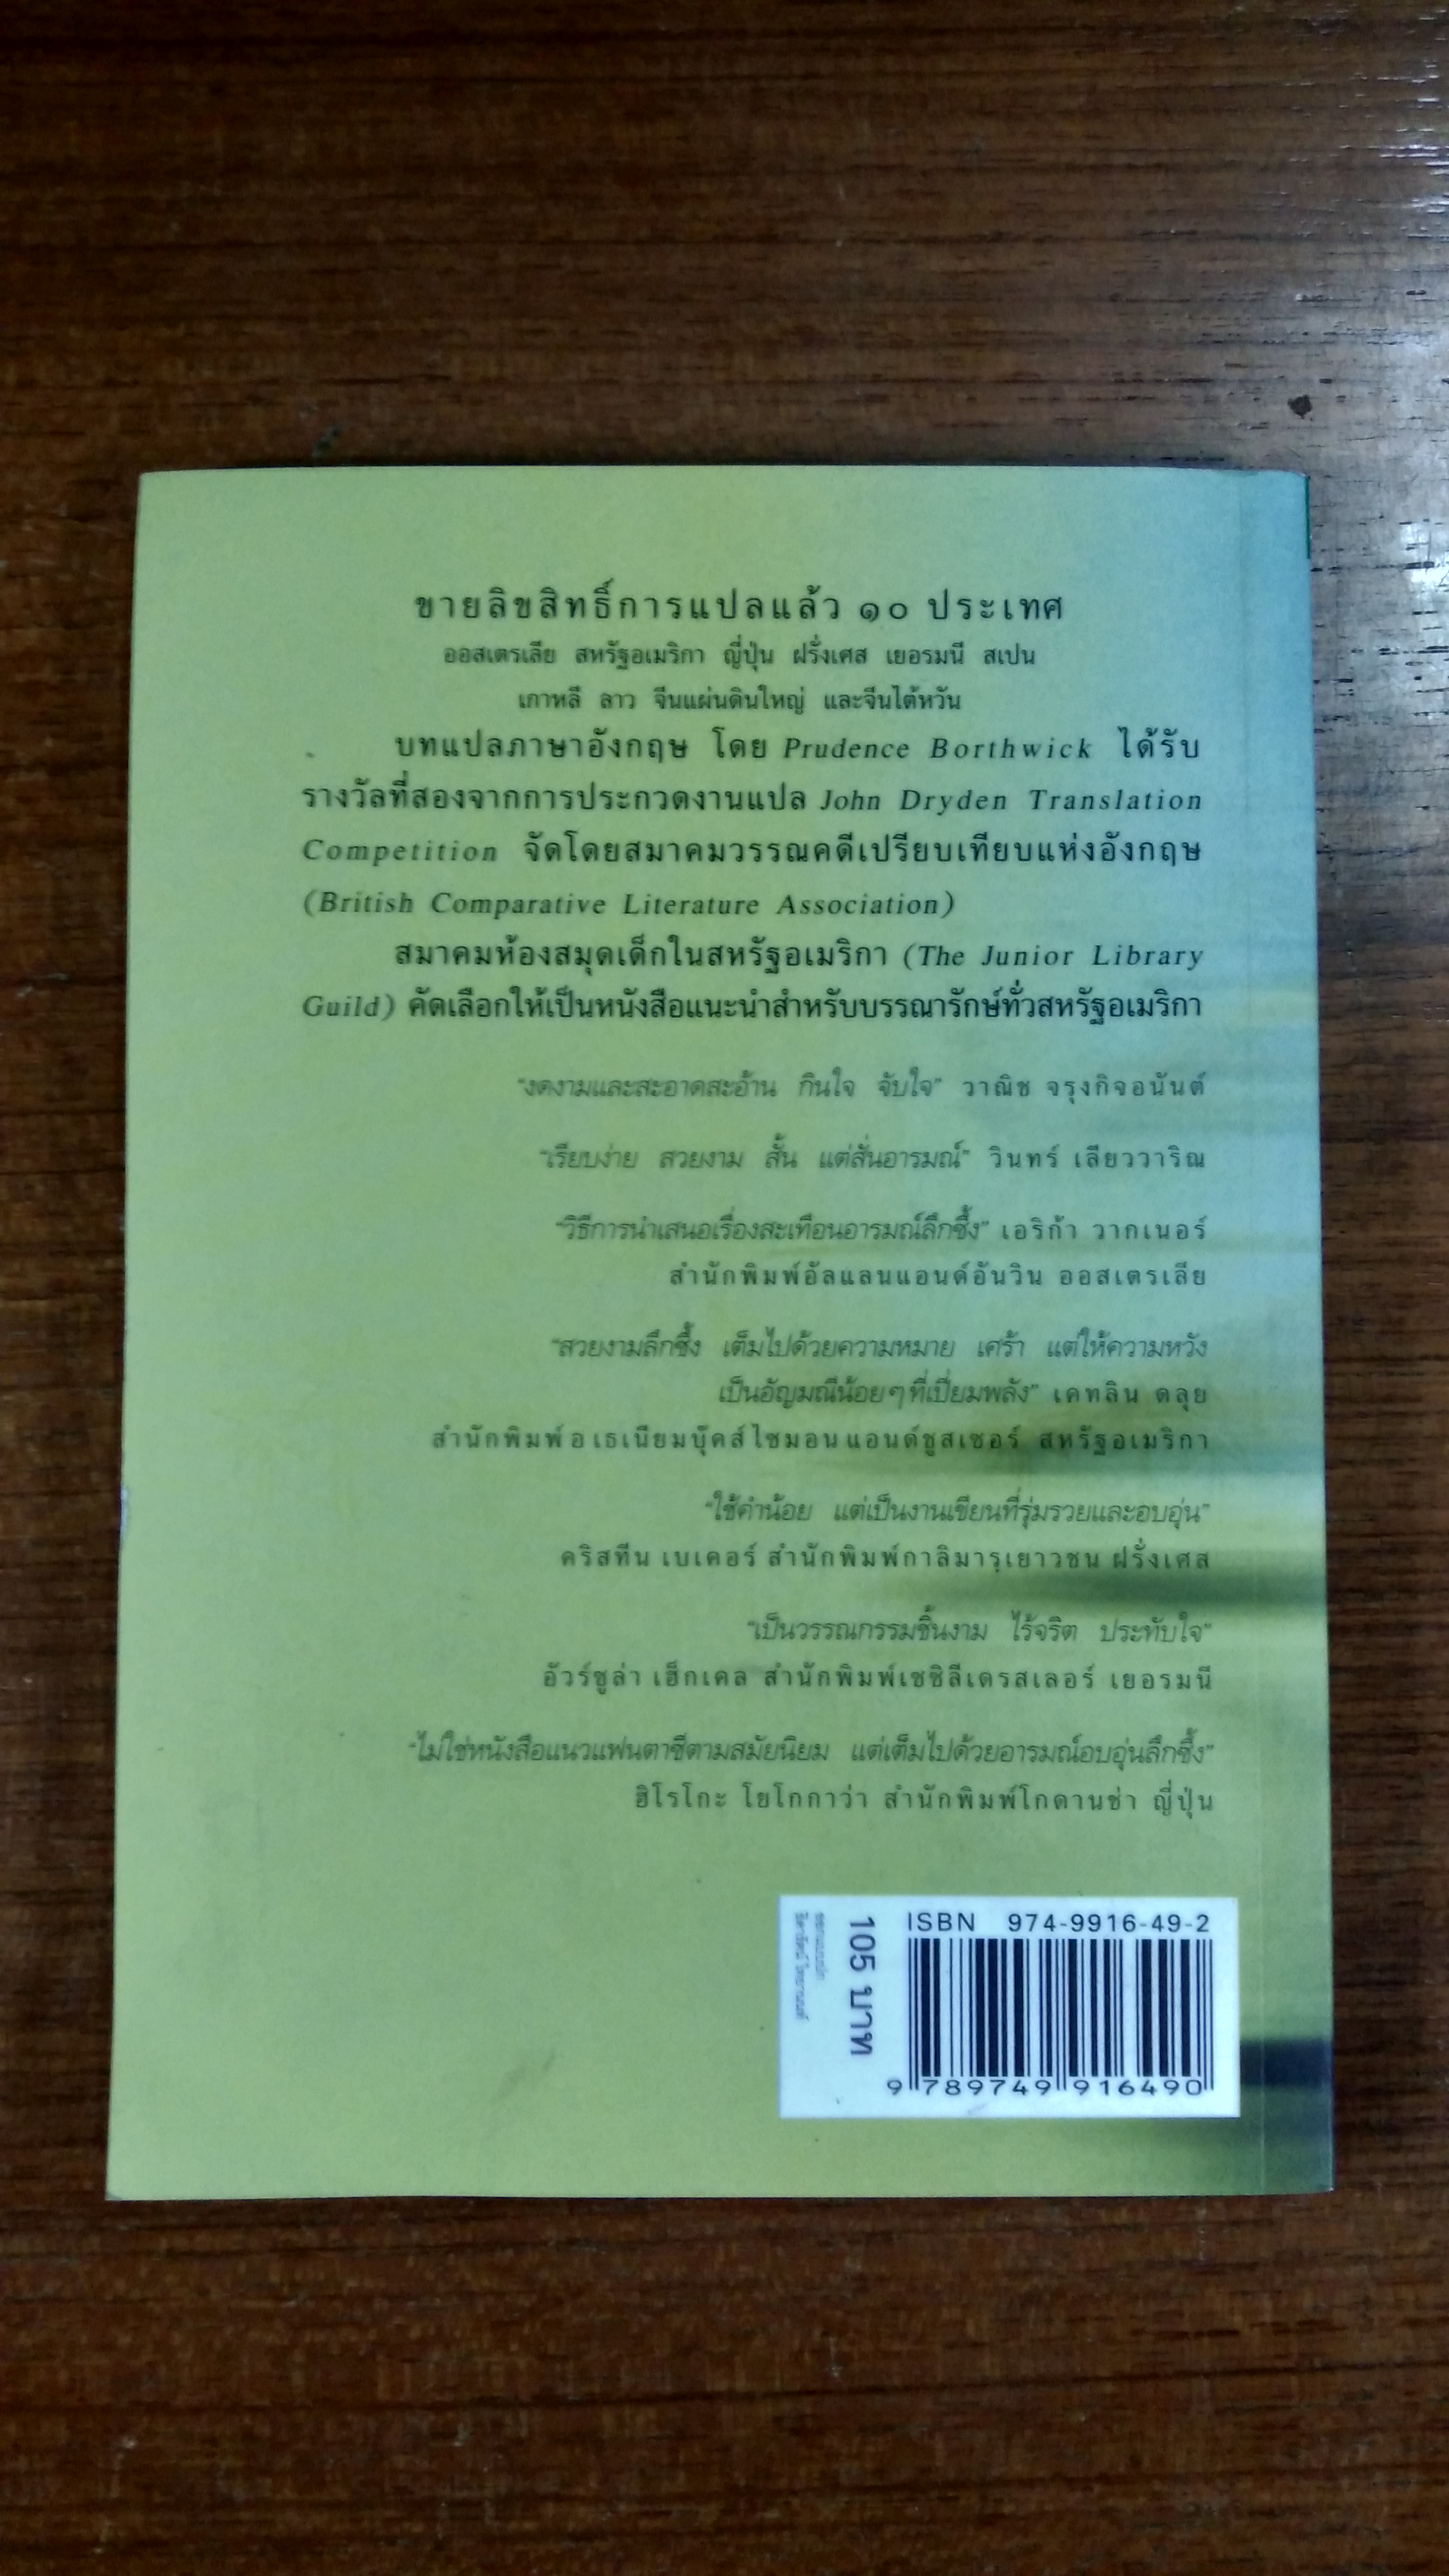 ขายลิขสิทธิ์การแปลแล้ว ๑๐ ประเทศ
ออสเตรเลีย สหรัฐอเมริกา ญี่ปุ่น ฝรั่งเศส เยอรมนี สเปน
เกาหลี ลาว จีนแผ่นดินใหญ่ และจีนไต้หวัน
บทแปลภาษาอังกฤษ โดย Prudence Borthwick ได้รับ
รางวัลที่สองจากการประกวดงานแปล John Dryden Translation
Competition จัดโดยสมาคมวรรณคดีเปรียบเทียบแห่งอังกฤษ
(British Comparative Literature Association)
สมาคมห้องสมุดเด็กในสหรัฐอเมริกา (The Junior Library
Guild) คัดเลือกให้เป็นหนังสือแนะนำสำหรับบรรณารักษ์ทั่วสหรัฐอเมริกา
"งดงามและสะอาดสะอ้าน กินใจ จับใจ" วาณิช จรุงกิจอนันต์
"เรียบง่าย สวยงาม สั้น แต่สั่นอารมณ์" วินทร์ เลียววาริณ
"วิธีการนำเสนอเรื่องสะเทือนอารมณ์ลึกซึ้ง" เอริก้า วากเนอร์
สำนักพิมพ์อัลแลนแอนด์อันวิน ออสเตรเลีย
"สวยงามลึกซึ้ง เต็มไปด้วยความหมาย เศร้า แต่ให้ความหวัง
เป็นอัญมณีน้อยๆที่เปี่ยมพลัง" เคทลิน ดลุย
สำนักพิมพ์อเธเนียมบุ๊คส์ไซมอนแอนด์ชูสเซอร์ สหรัฐอเมริกา
"ใช้คำน้อย แต่เป็นงานเขียนที่รุ่มรวยและอบอุ่น"
คริสทีน เบเคอร์ สำนักพิมพ์กาลิมารฺเยาวชน ฝรั่งเศส
"เป็นวรรณกรรมชิ้นงาม ไร้จริต ประทับใจ"
อัวร์ซูล่า เฮ็กเคล สำนักพิมพ์เซซิลีเดรสเลอร์ เยอรมนี
"ไม่ใช่หนังสือแนวแฟนตาซีตามสมัยนิยม แต่เต็มไปด้วยอารมณ์อบอุ่นลึกซึ้ง"
ฮิโรโกะ โยโกกาว่า สำนักพิมพ์โกดานช่า ญี่ปุ่น
ISBN 974-9916-49-2
105 บาท
9 789749 916490